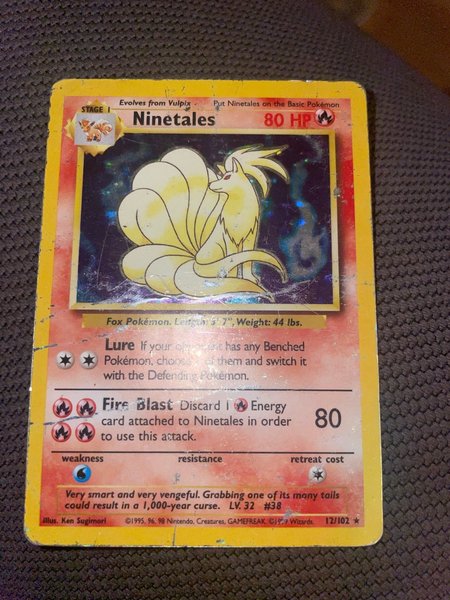 Evolves from Vulpix Put Ninetales on the Basic Pokémon
STAGE 1
Ninetales 80 HP
Fox Pokémon. Length: 3' 7", Weight: 44 lbs.
Lure If your opponent has any Benched
Pokémon, choose of them and switch it
with the Defending Pokémon.
Fire Blast Discard 1 Energy
card attached to Ninetales in order
to use this attack.
80
weakness resistance retreat cost
Very smart and very vengeful. Grabbing one of its many tails
could result in a 1,000-year curse. LV. 32 #38
Illus. Ken Sugimori ©1995, 96, 98 Nintendo, Creatures, GAMEFREAK. ©1999 Wizards. 12/102 ★